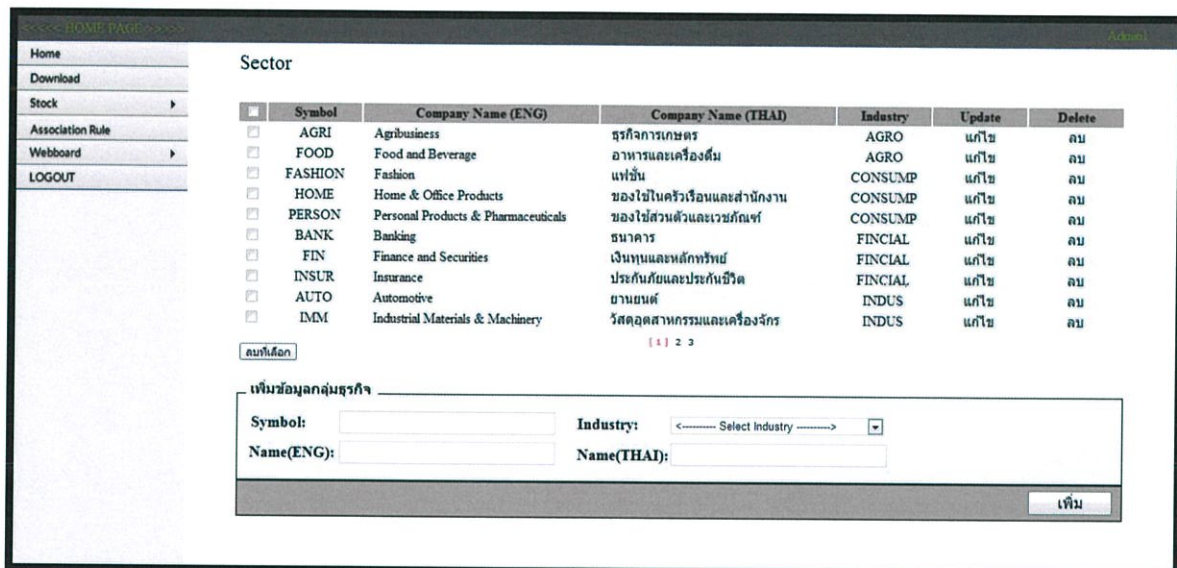 <<<<< HOME PAGE >>>>>
Home
Download
Stock
Association Rule
Webboard
LOGOUT
Sector
Symbol Company Name (ENG) Company Name (THAI) Industry Update Delete
AGRI Agribusiness ธุรกิจการเกษตร AGRO แก้ไข ลบ
FOOD Food and Beverage อาหารและเครื่องดื่ม AGRO แก้ไข ลบ
FASHION Fashion แฟชั่น CONSUMP แก้ไข ลบ
HOME Home & Office Products ของใช้ในครัวเรือนและสำนักงาน CONSUMP แก้ไข ลบ
PERSON Personal Products & Pharmaceuticals ของใช้ส่วนตัวและเวชภัณฑ์ CONSUMP แก้ไข ลบ
BANK Banking ธนาคาร FINCIAL แก้ไข ลบ
FIN Finance and Securities เงินทุนและหลักทรัพย์ FINCIAL แก้ไข ลบ
INSUR Insurance ประกันภัยและประกันชีวิต FINCIAL แก้ไข ลบ
AUTO Automotive ยานยนต์ INDUS แก้ไข ลบ
IMM Industrial Materials & Machinery วัสดุอุตสาหกรรมและเครื่องจักร INDUS แก้ไข ลบ
[1] 2 3
ลบที่เลือก
เพิ่มข้อมูลกลุ่มธุรกิจ
Symbol: Industry: <---------- Select Industry ---------->
Name(ENG): Name(THAI):
เพิ่ม